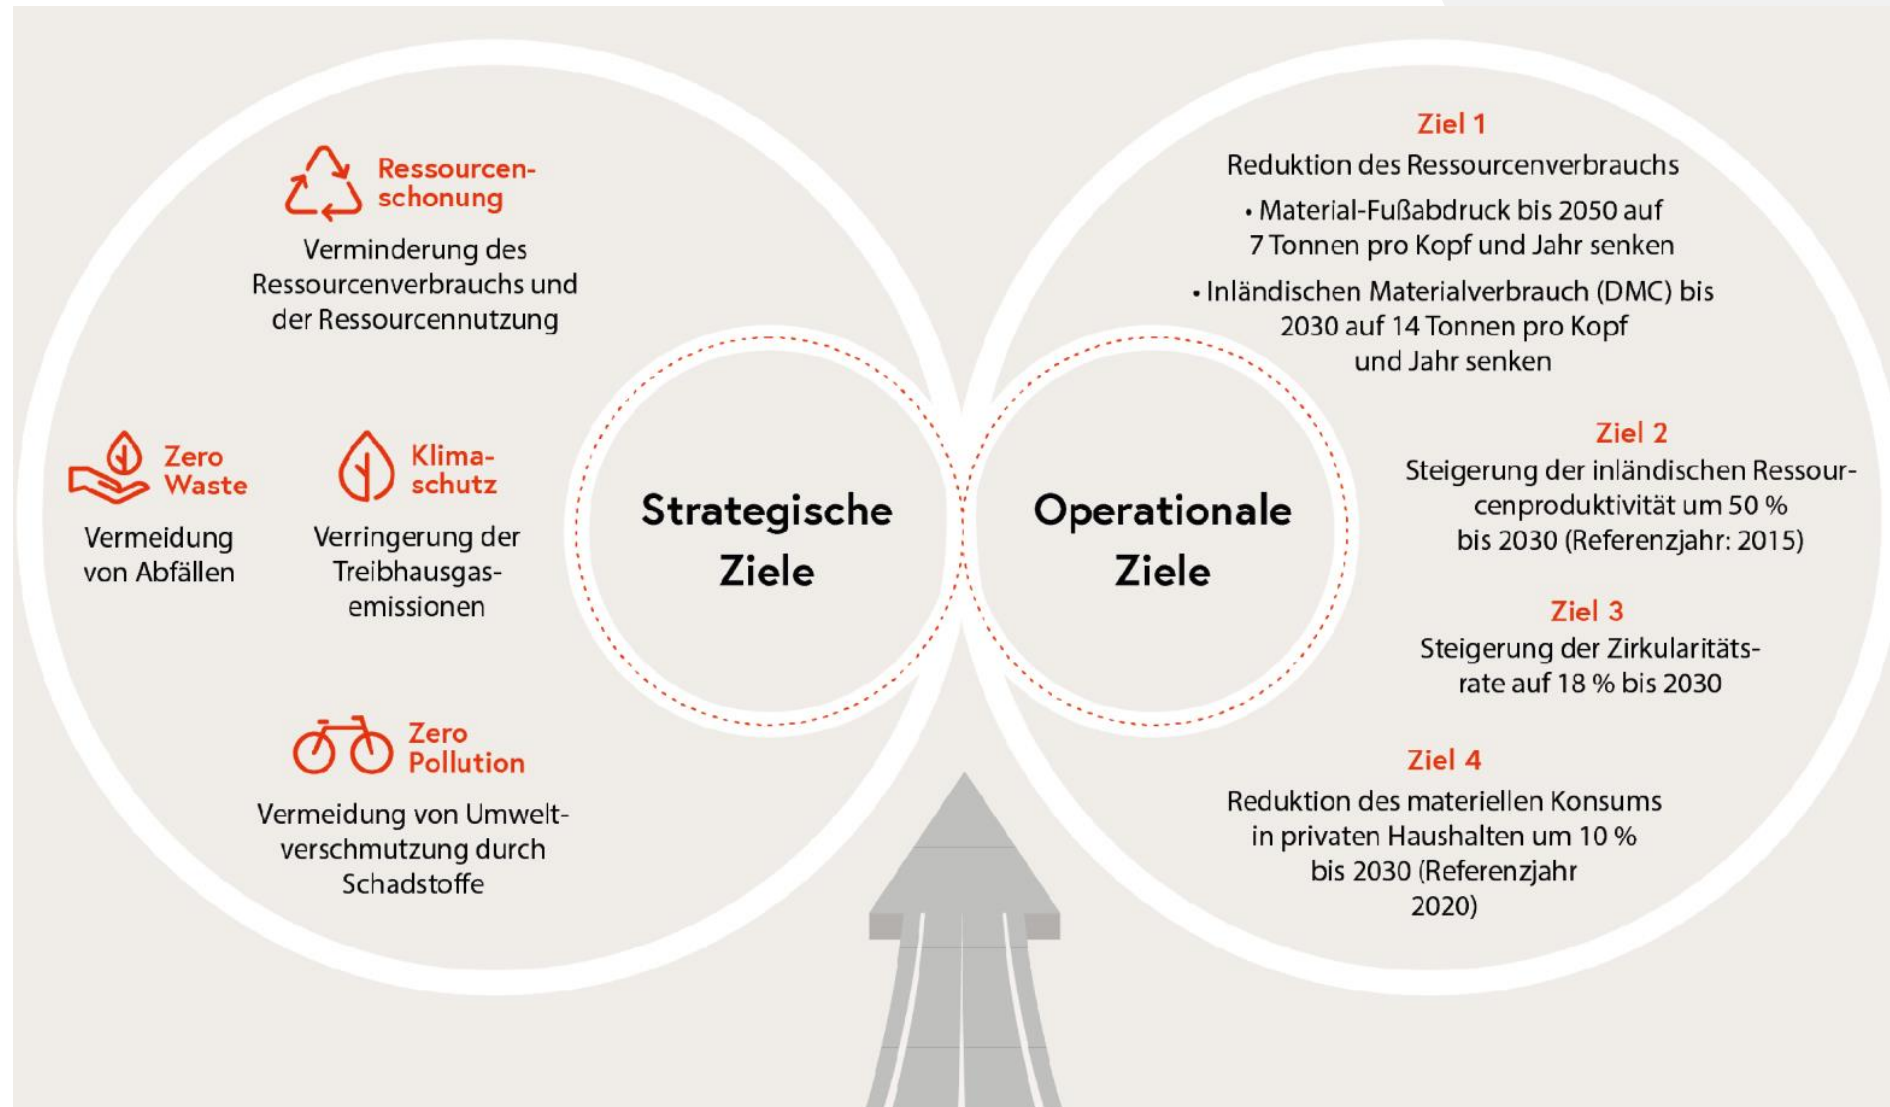 Ressourcen-
schonung
Verminderung des
Ressourcenverbrauchs und
der Ressourcennutzung
Zero
Waste
Vermeidung
von Abfällen
Klima-
schutz
Verringerung der
Treibhausgas-
emissionen
Zero
Pollution
Vermeidung von Umwelt-
verschmutzung durch
Schadstoffe
Strategische
Ziele
Operationale
Ziele
Ziel 1
Reduktion des Ressourcenverbrauchs
• Material-Fußabdruck bis 2050 auf
7 Tonnen pro Kopf und Jahr senken
• Inländischen Materialverbrauch (DMC) bis
2030 auf 14 Tonnen pro Kopf
und Jahr senken
Ziel 2
Steigerung der inländischen Ressour-
cenproduktivität um 50 %
bis 2030 (Referenzjahr: 2015)
Ziel 3
Steigerung der Zirkularitäts-
rate auf 18 % bis 2030
Ziel 4
Reduktion des materiellen Konsums
in privaten Haushalten um 10 %
bis 2030 (Referenzjahr
2020)